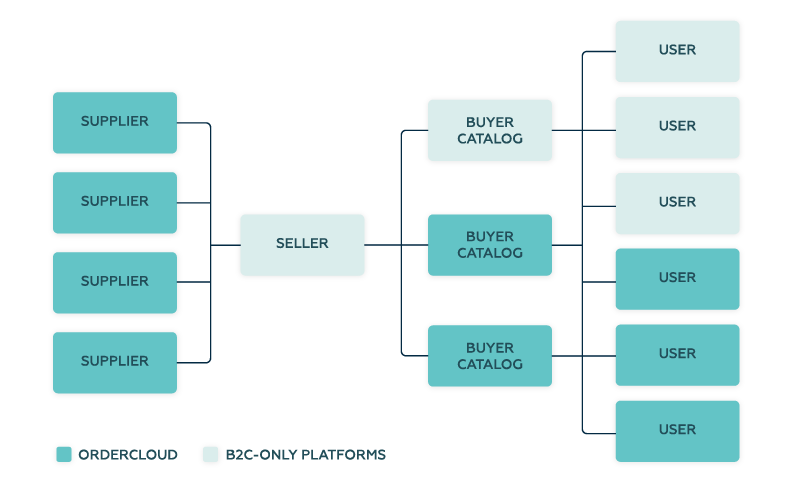 SUPPLIER
SUPPLIER
SUPPLIER
SUPPLIER
SELLER
BUYER
CATALOG
BUYER
CATALOG
BUYER
CATALOG
USER
USER
USER
USER
USER
USER
ORDERCLOUD
B2C-ONLY PLATFORMS